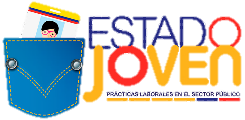 ESTADO
JOVEN
PRÁCTICAS LABORALES EN EL SECTOR PÚBLICO